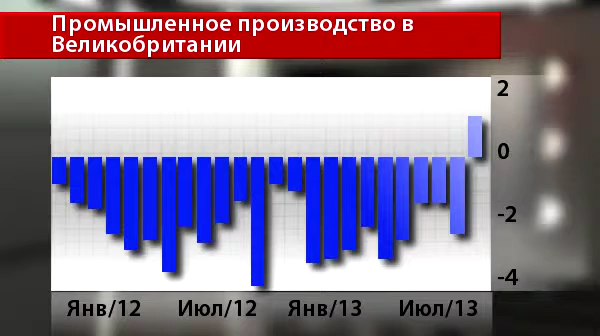 Промышленное производство в
Великобритании
2
0
-2
-4
Янв/12 Июл/12 Янв/13 Июл/13